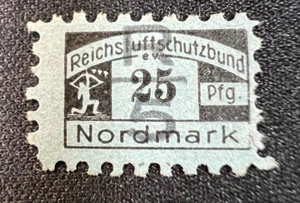 Reichsluftschutzbund
e.V.
25 Pfg.
Nordmark